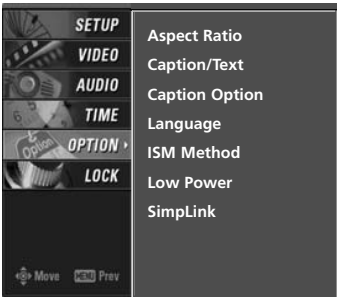 SETUP
VIDEO
AUDIO
TIME
OPTION
LOCK
Move MENU Prev
Aspect Ratio
Caption/Text
Caption Option
Language
ISM Method
Low Power
SimpLink